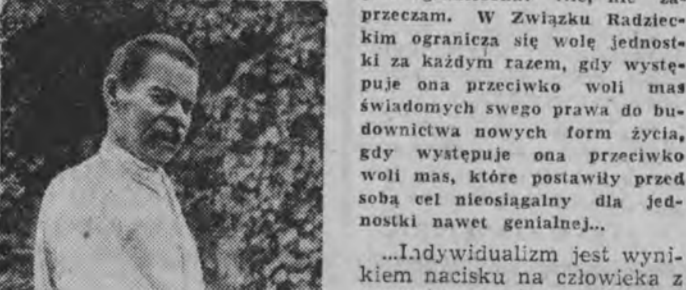 przeczam. W Związku Radziec-
kim ogranicza się wolę jednost-
ki za każdym razem, gdy wystę-
puje ona przeciwko woli mas
świadomych swego prawa do bu-
downictwa nowych form życia,
gdy występuje ona przeciwko
woli mas, które postawiły przed
sobą cel nieosiągalny dla jed-
nostki nawet genialnej...
...Indywidualizm jest wyni-
kiem nacisku na człowieka z